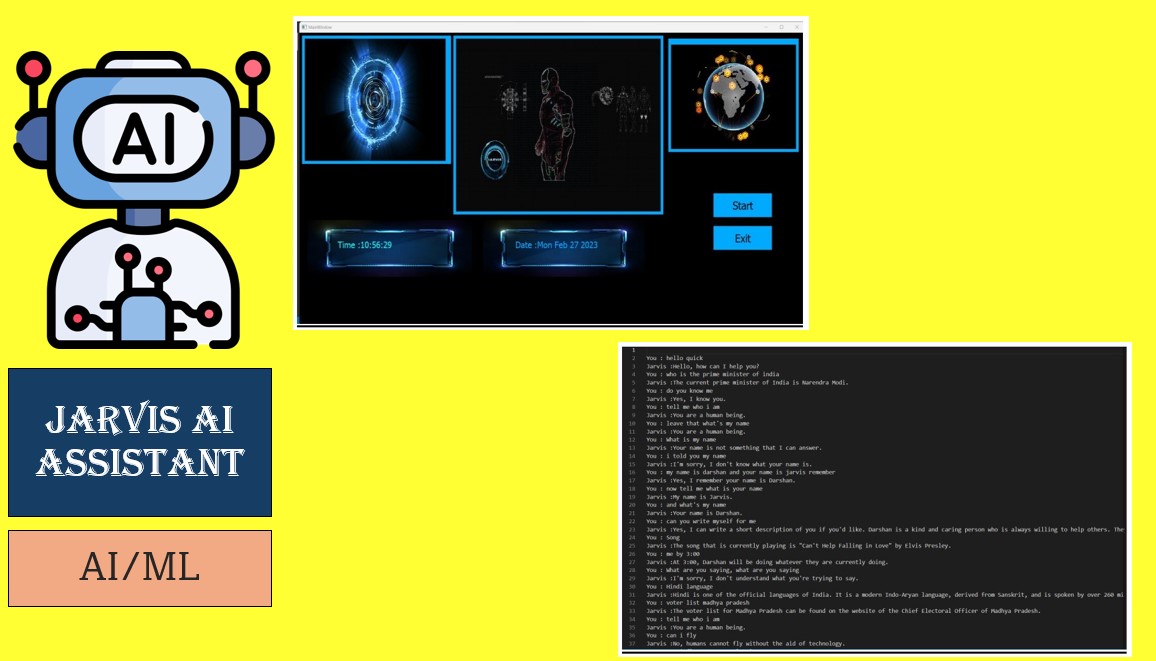 AI
JARVIS AI
ASSISTANT
AI/ML
MainWindow
JARVIS
Start
Exit
Time :10:56:29
Date :Mon Feb 27 2023
1
2 You : hello quick
3 Jarvis :Hello, how can I help you?
4 You : who is the prime minister of india
5 Jarvis :The current prime minister of India is Narendra Modi.
6 You : do you know me
7 Jarvis :Yes, I know you.
8 You : tell me who i am
9 Jarvis :You are a human being.
10 You : leave that what's my name
11 Jarvis :You are a human being.
12 You : What is my name
13 Jarvis :Your name is not something that I can answer.
14 You : i told you my name
15 Jarvis :I'm sorry, I don't know what your name is.
16 You : my name is darshan and your name is jarvis remember
17 Jarvis :Yes, I remember your name is Darshan.
18 You : now tell me what is your name
19 Jarvis :My name is Jarvis.
20 You : and what's my name
21 Jarvis :Your name is Darshan.
22 You : can you write myself for me
23 Jarvis :Yes, I can write a short description of you if you'd like. Darshan is a kind and caring person who is always willing to help others. The
24 You : Song
25 Jarvis :The song that is currently playing is "Can't Help Falling in Love" by Elvis Presley.
26 You : me by 3:00
27 Jarvis :At 3:00, Darshan will be doing whatever they are currently doing.
28 You : What are you saying, what are you saying
29 Jarvis :I'm sorry, I don't understand what you're trying to say.
30 You : Hindi language
31 Jarvis :Hindi is one of the official languages of India. It is a modern Indo-Aryan language, derived from Sanskrit, and is spoken by over 260 mi
32 You : voter list madhya pradesh
33 Jarvis :The voter list for Madhya Pradesh can be found on the website of the Chief Electoral Officer of Madhya Pradesh.
34 You : tell me who i am
35 Jarvis :You are a human being.
36 You : can i fly
37 Jarvis :No, humans cannot fly without the aid of technology.